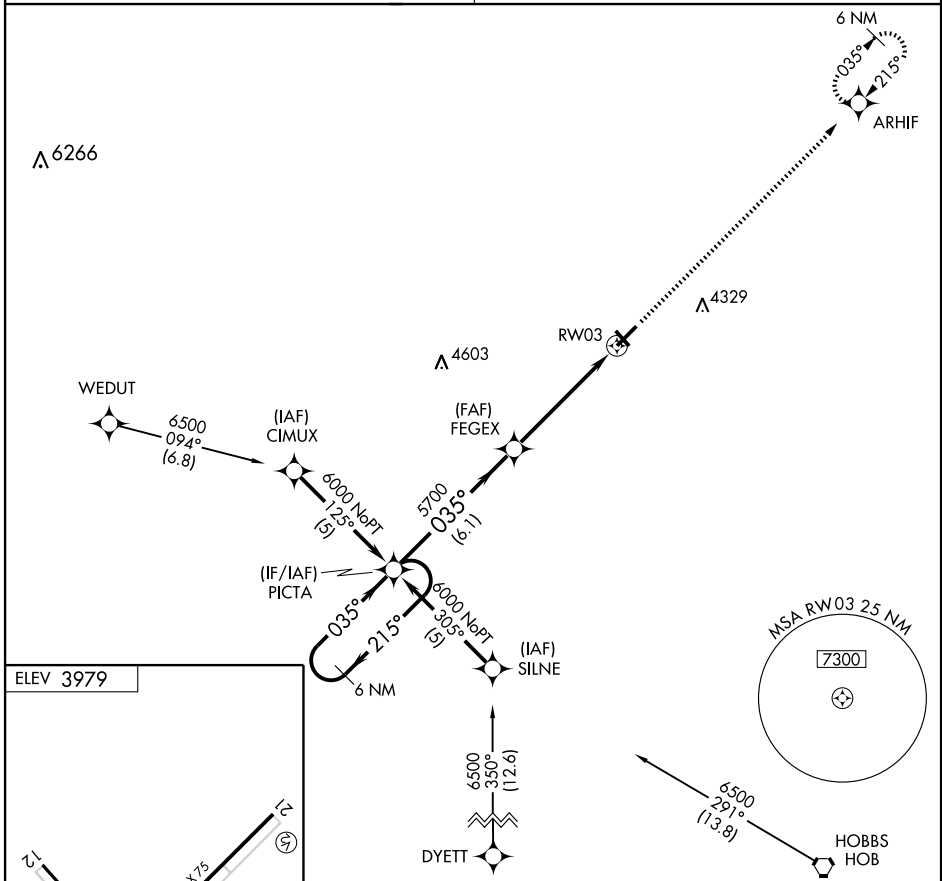 6 NM
035°
215°
ARHIF
6266
4329
RW03
4603
WEDUT
6500
094°
(6.8)
(IAF)
CIMUX
(FAF)
FEGEX
6000 NoPT
125°
(5)
5700
035°
(6.1)
(IF/IAF)
PICTA
035°
215°
6 NM
6000 NoPT
305°
(5)
(IAF)
SILNE
MSA RW03 25 NM
7300
ELEV 3979
6500
350°
(12.6)
DYETT
6500
291°
(13.8)
HOBBS
HOB
21
12
X 75